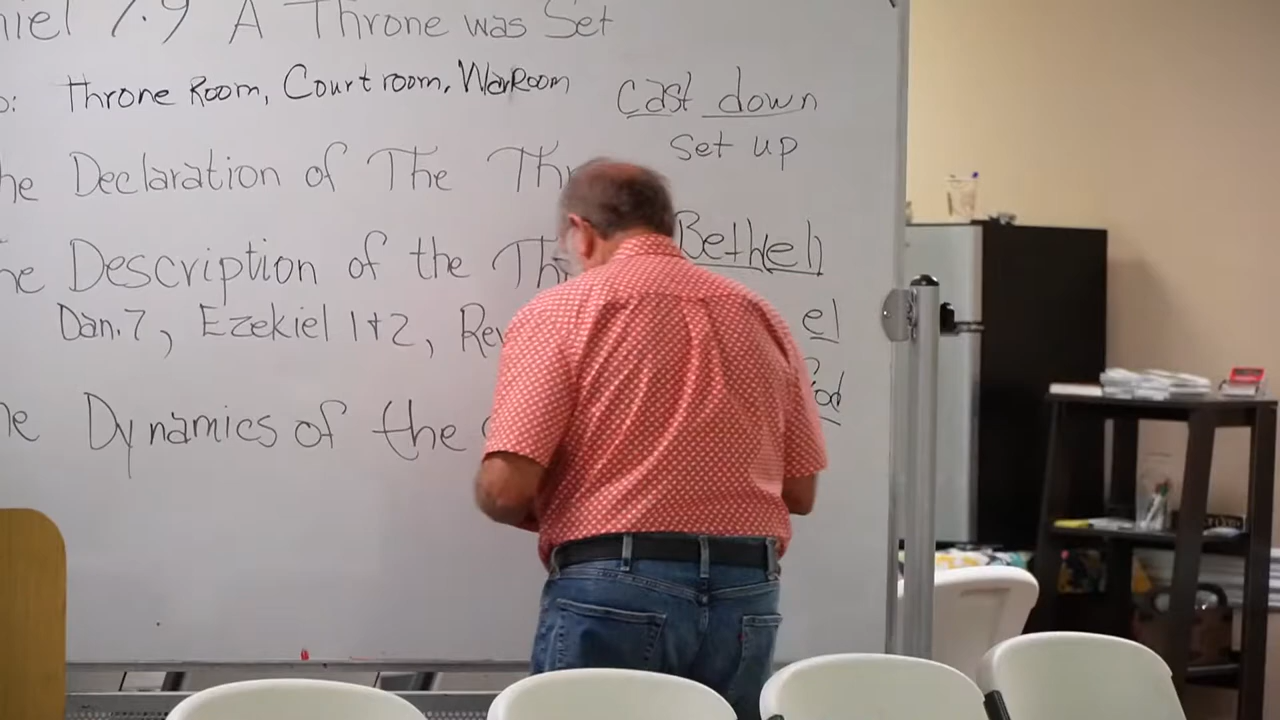 niel 7:9 A Throne was Set
o: Throne Room, Courtroom, WarRoom
cast down
set up
he Declaration of The Thr
Bethel
he Description of the Th
el
Dan. 7, Ezekiel 1+2, Rev
od
he Dynamics of the